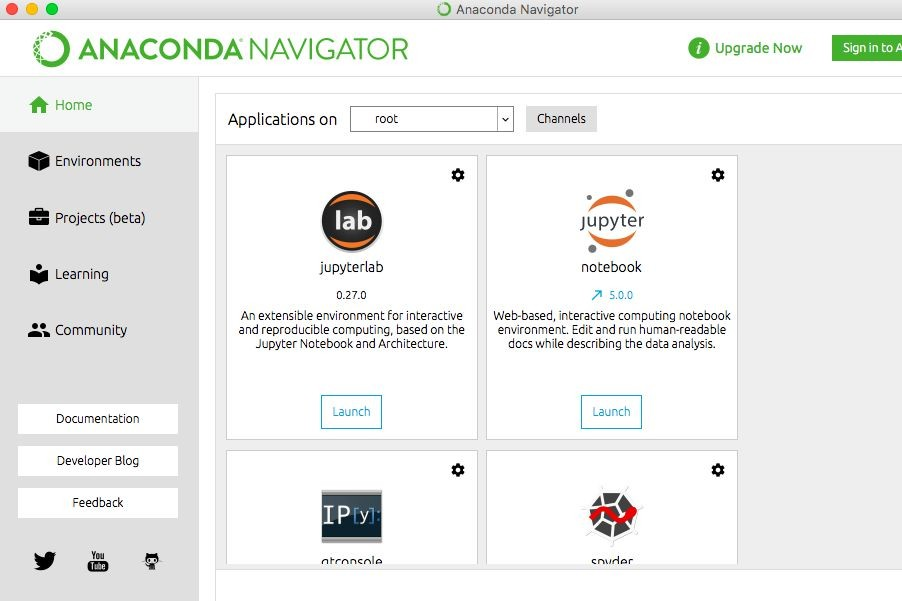 Anaconda Navigator
ANACONDA NAVIGATOR
i Upgrade Now
Sign in to A
Home
Environments
Projects (beta)
Learning
Community
Documentation
Developer Blog
Feedback
You
Tube
Applications on
root
Channels
lab
jupyterlab
0.27.0
An extensible environment for interactive
and reproducible computing, based on the
Jupyter Notebook and Architecture.
Launch
jupyter
notebook
5.0.0
Web-based, interactive computing notebook
environment. Edit and run human-readable
docs while describing the data analysis.
Launch
IP[y]:
qtconsole
spyder